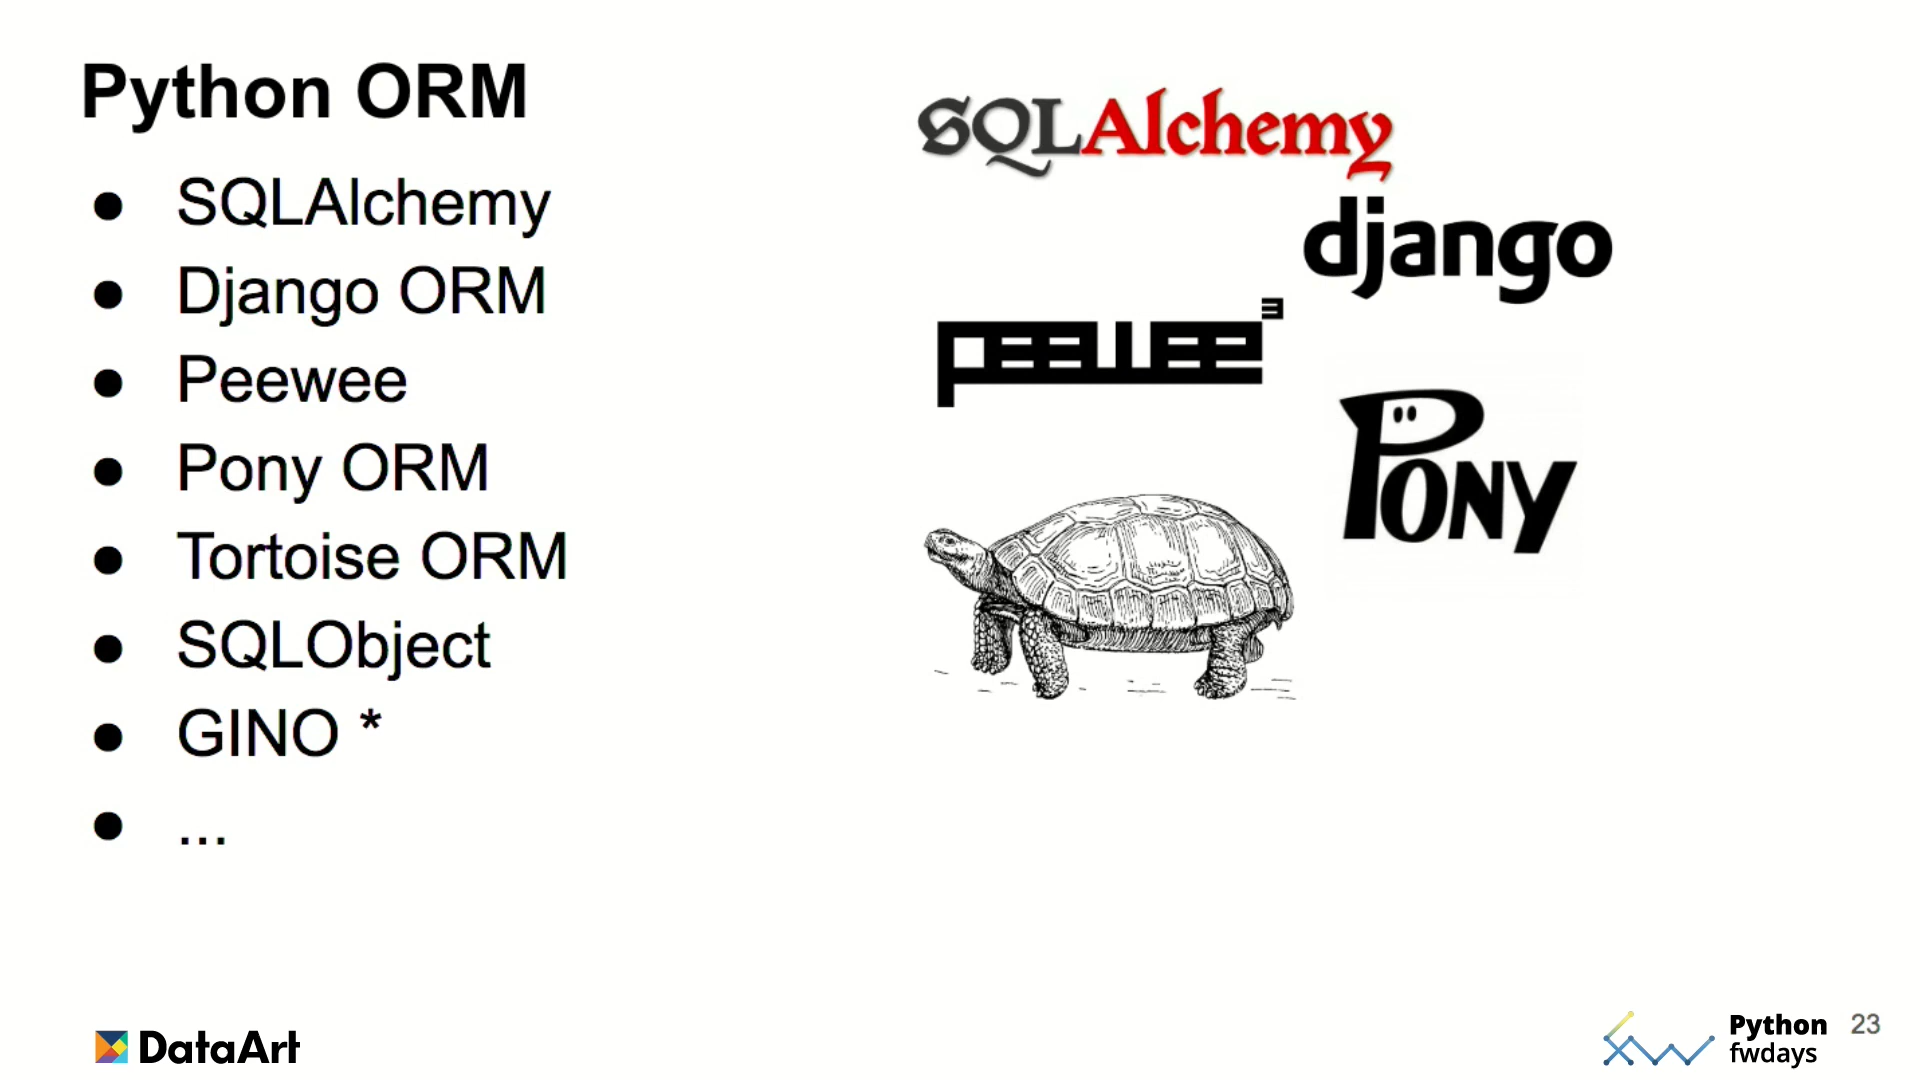 Python ORM
● SQLAlchemy
● Django ORM
● Peewee
● Pony ORM
● Tortoise ORM
● SQLObject
● GINO *
● ...
SQLAlchemy
django
peewee 3
PONY
DataArt
Python
fwdays
23